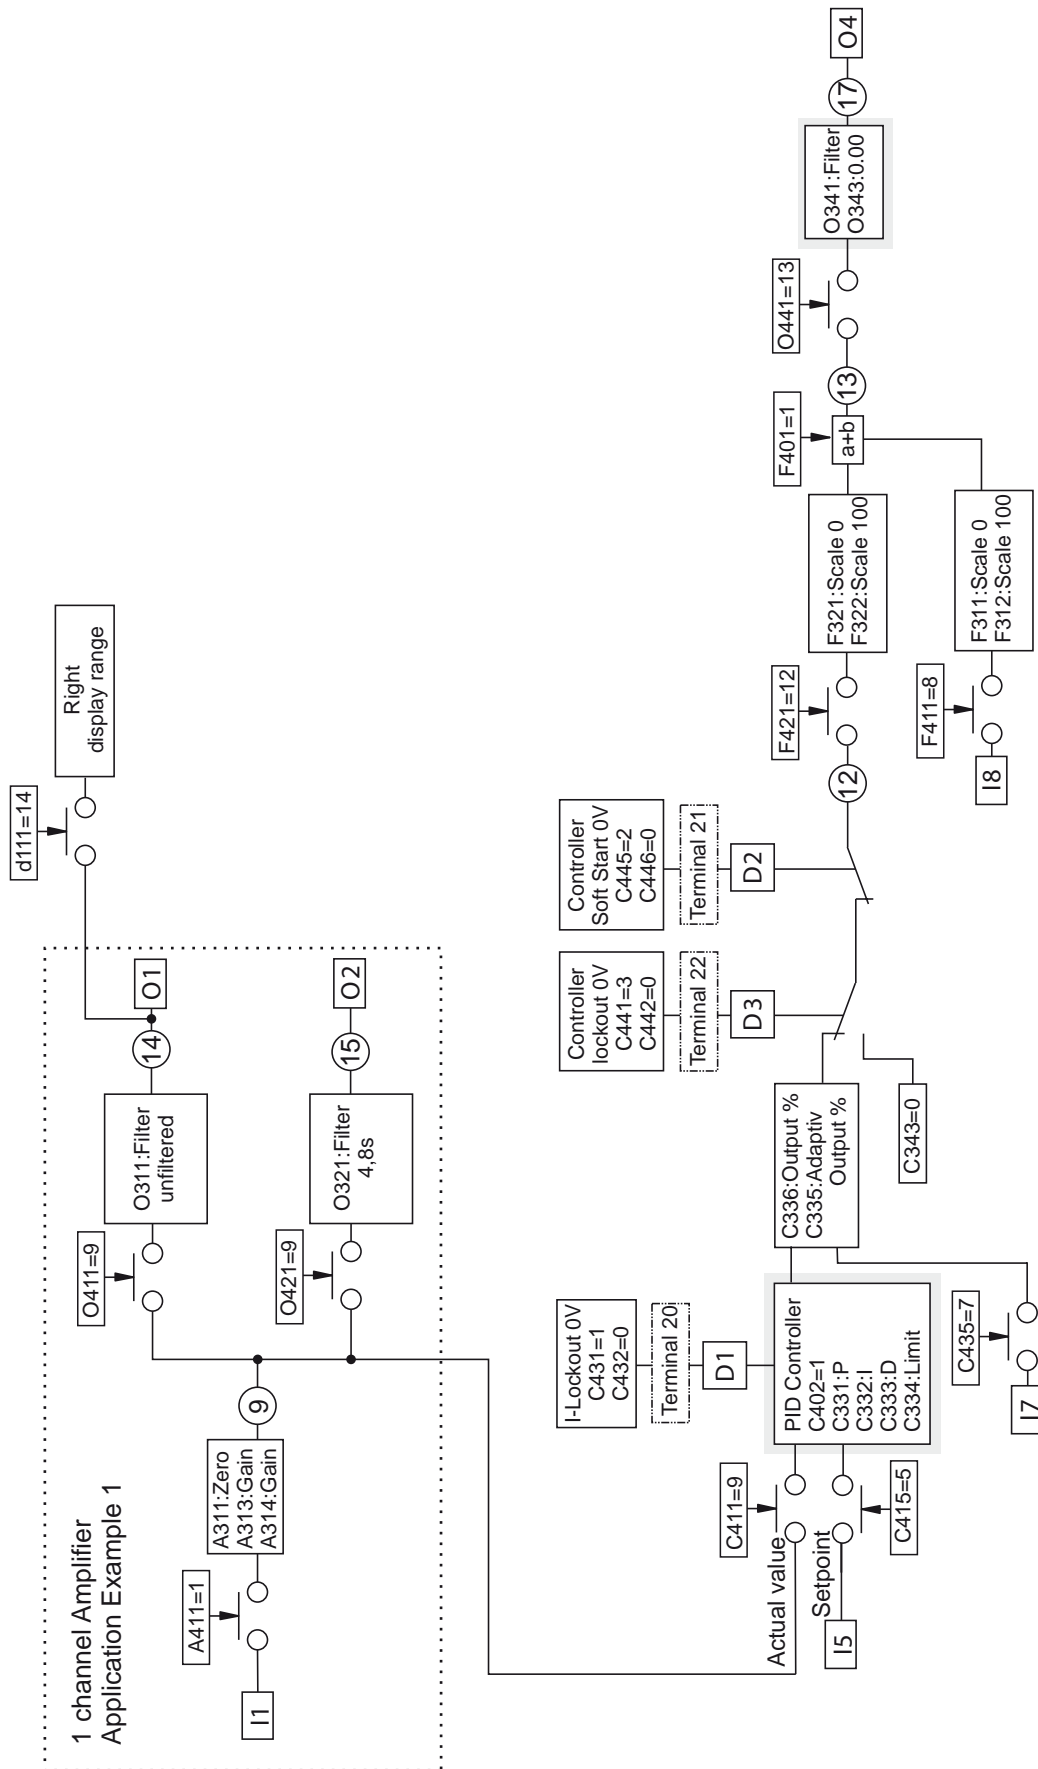 1 channel Amplifier
Application Example 1
I1
A411=1
A311:Zero
A313:Gain
A314:Gain
9
O411=9
O311:Filter
unfiltered
14
O1
O421=9
O321:Filter
4,8s
15
O2
d111=14
Right
display range
Actual value
C411=9
Setpoint
I5
C415=5
I-Lockout 0V
C431=1
C432=0
Terminal 20
D1
PID Controller
C402=1
C331:P
C332:I
C333:D
C334:Limit
I7
C435=7
C336:Output %
C335:Adaptiv
Output %
C343=0
Controller
lockout 0V
C441=3
C442=0
Terminal 22
D3
Controller
Soft Start 0V
C445=2
C446=0
Terminal 21
D2
12
F421=12
F321:Scale 0
F322:Scale 100
I8
F411=8
F311:Scale 0
F312:Scale 100
F401=1
a+b
13
O441=13
O341:Filter
O343:0.00
17
O4